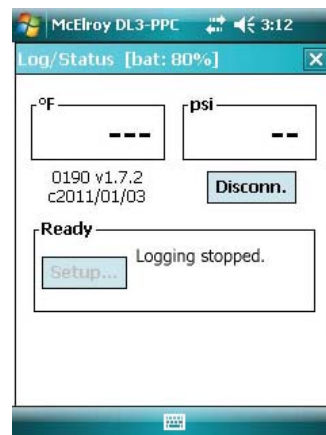 McElroy DL3-PPC 3:12
Log/Status [bat: 80%] X
°F psi
--- --
0190 v1.7.2
c2011/01/03
Disconn.
Ready
Setup... Logging stopped.